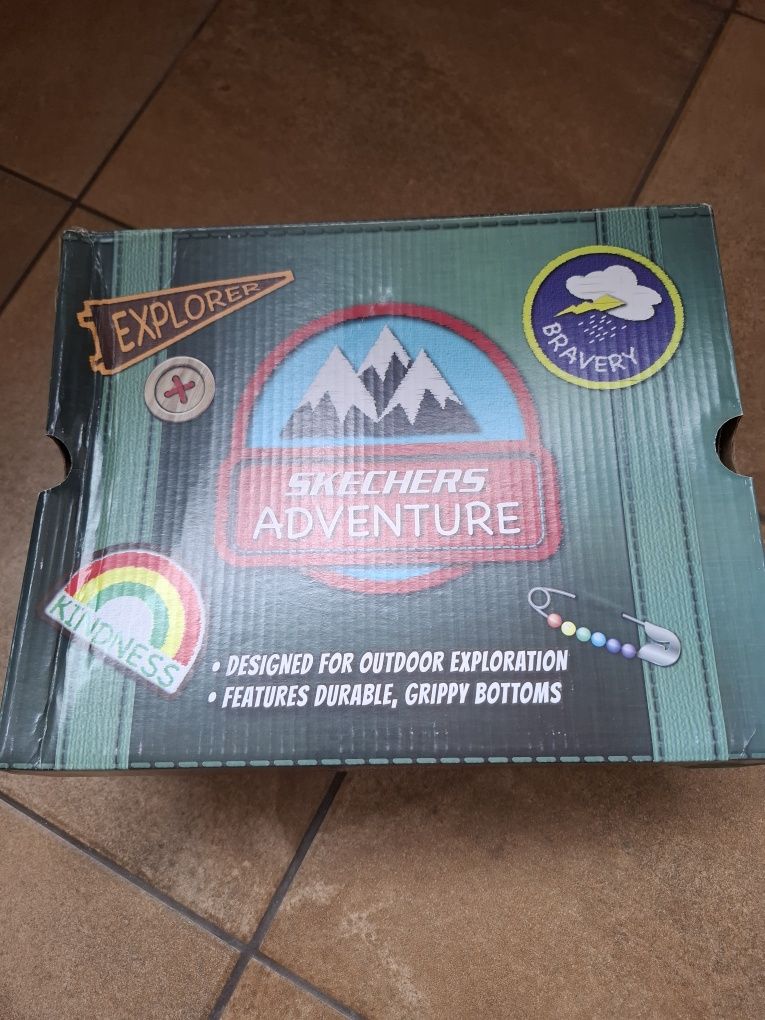 EXPLORER
BRAVERY
SKECHERS
ADVENTURE
KINDNESS
• DESIGNED FOR OUTDOOR EXPLORATION
• FEATURES DURABLE, GRIPPY BOTTOMS